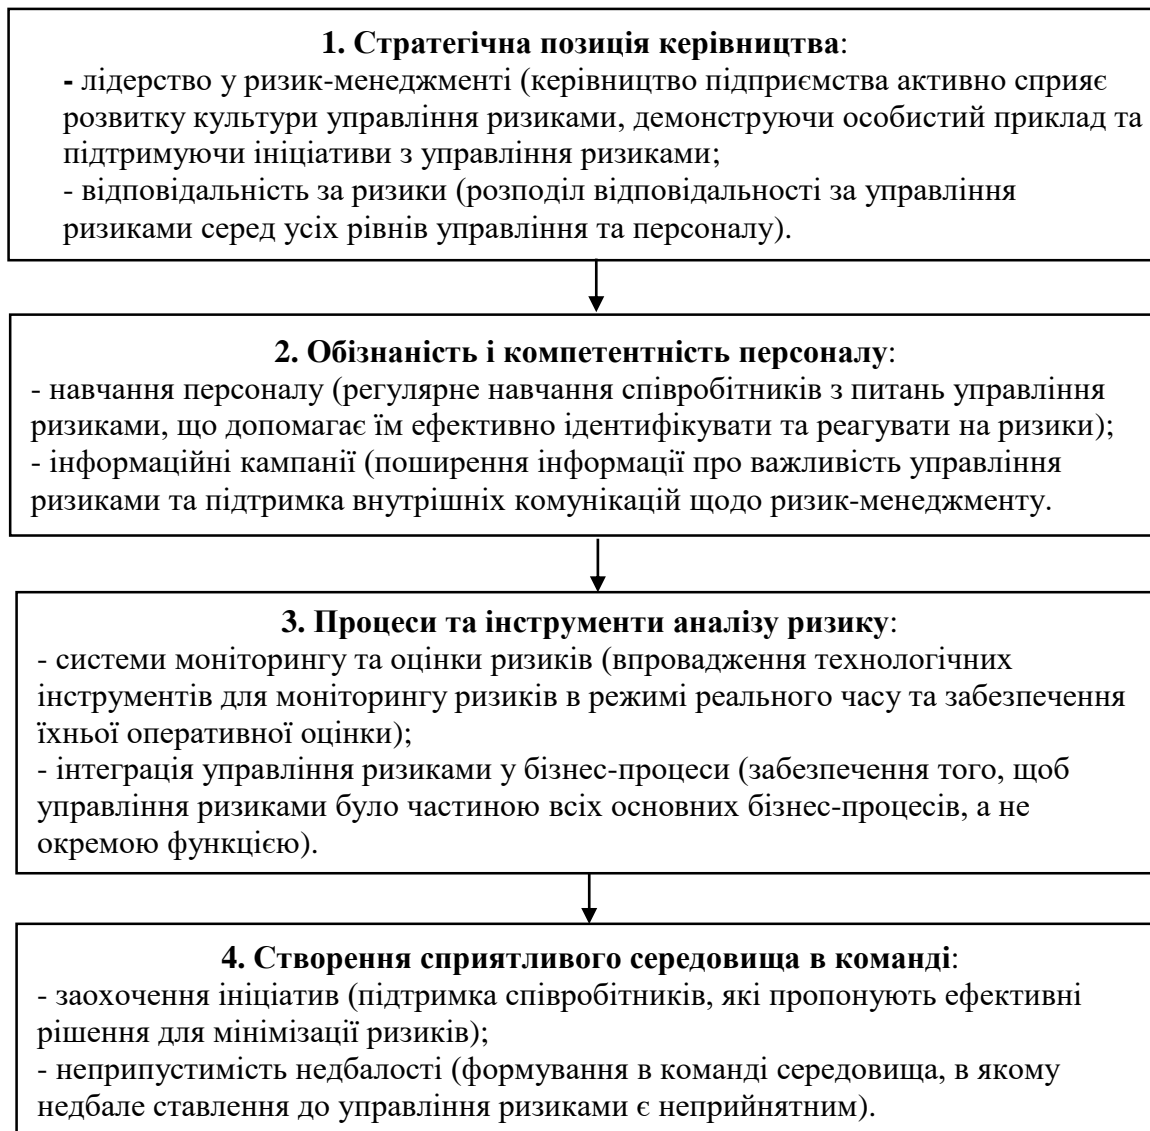 1. Стратегічна позиція керівництва:
- лідерство у ризик-менеджменті (керівництво підприємства активно сприяє
розвитку культури управління ризиками, демонструючи особистий приклад та
підтримуючи ініціативи з управління ризиками;
- відповідальність за ризики (розподіл відповідальності за управління
ризиками серед усіх рівнів управління та персоналу).
2. Обізнаність і компетентність персоналу:
- навчання персоналу (регулярне навчання співробітників з питань управління
ризиками, що допомагає їм ефективно ідентифікувати та реагувати на ризики);
- інформаційні кампанії (поширення інформації про важливість управління
ризиками та підтримка внутрішніх комунікацій щодо ризик-менеджменту.
3. Процеси та інструменти аналізу ризику:
- системи моніторингу та оцінки ризиків (впровадження технологічних
інструментів для моніторингу ризиків в режимі реального часу та забезпечення
їхньої оперативної оцінки);
- інтеграція управління ризиками у бізнес-процеси (забезпечення того, щоб
управління ризиками було частиною всіх основних бізнес-процесів, а не
окремою функцією).
4. Створення сприятливого середовища в команді:
- заохочення ініціатив (підтримка співробітників, які пропонують ефективні
рішення для мінімізації ризиків);
- неприпустимість недбалості (формування в команді середовища, в якому
недбале ставлення до управління ризиками є неприйнятним).